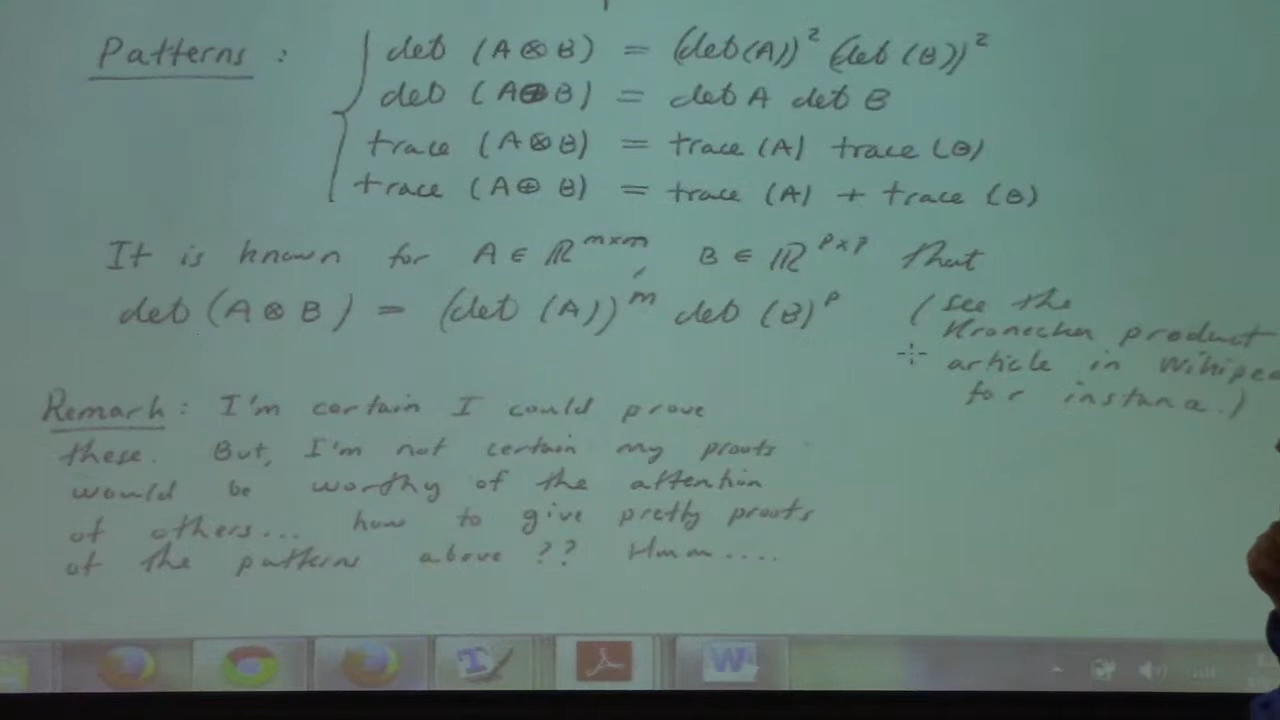 Patterns : det (A⊗B) = (det(A))² (det(B))²
det (A⊕B) = det A det B
trace (A⊗B) = trace (A) trace (B)
trace (A⊕B) = trace (A) + trace (B)
It is known for A ∈ ℝ^{m×m}, B ∈ ℝ^{p×p} that
det (A⊗B) = (det (A))^m det (B)^p (see the
Kronecker product
article in Wikipe
for instance.)
Remark: I'm certain I could prove
these. But, I'm not certain my proofs
would be worthy of the attention
of others... how to give pretty proofs
of the patterns above ?? Hmm....
W